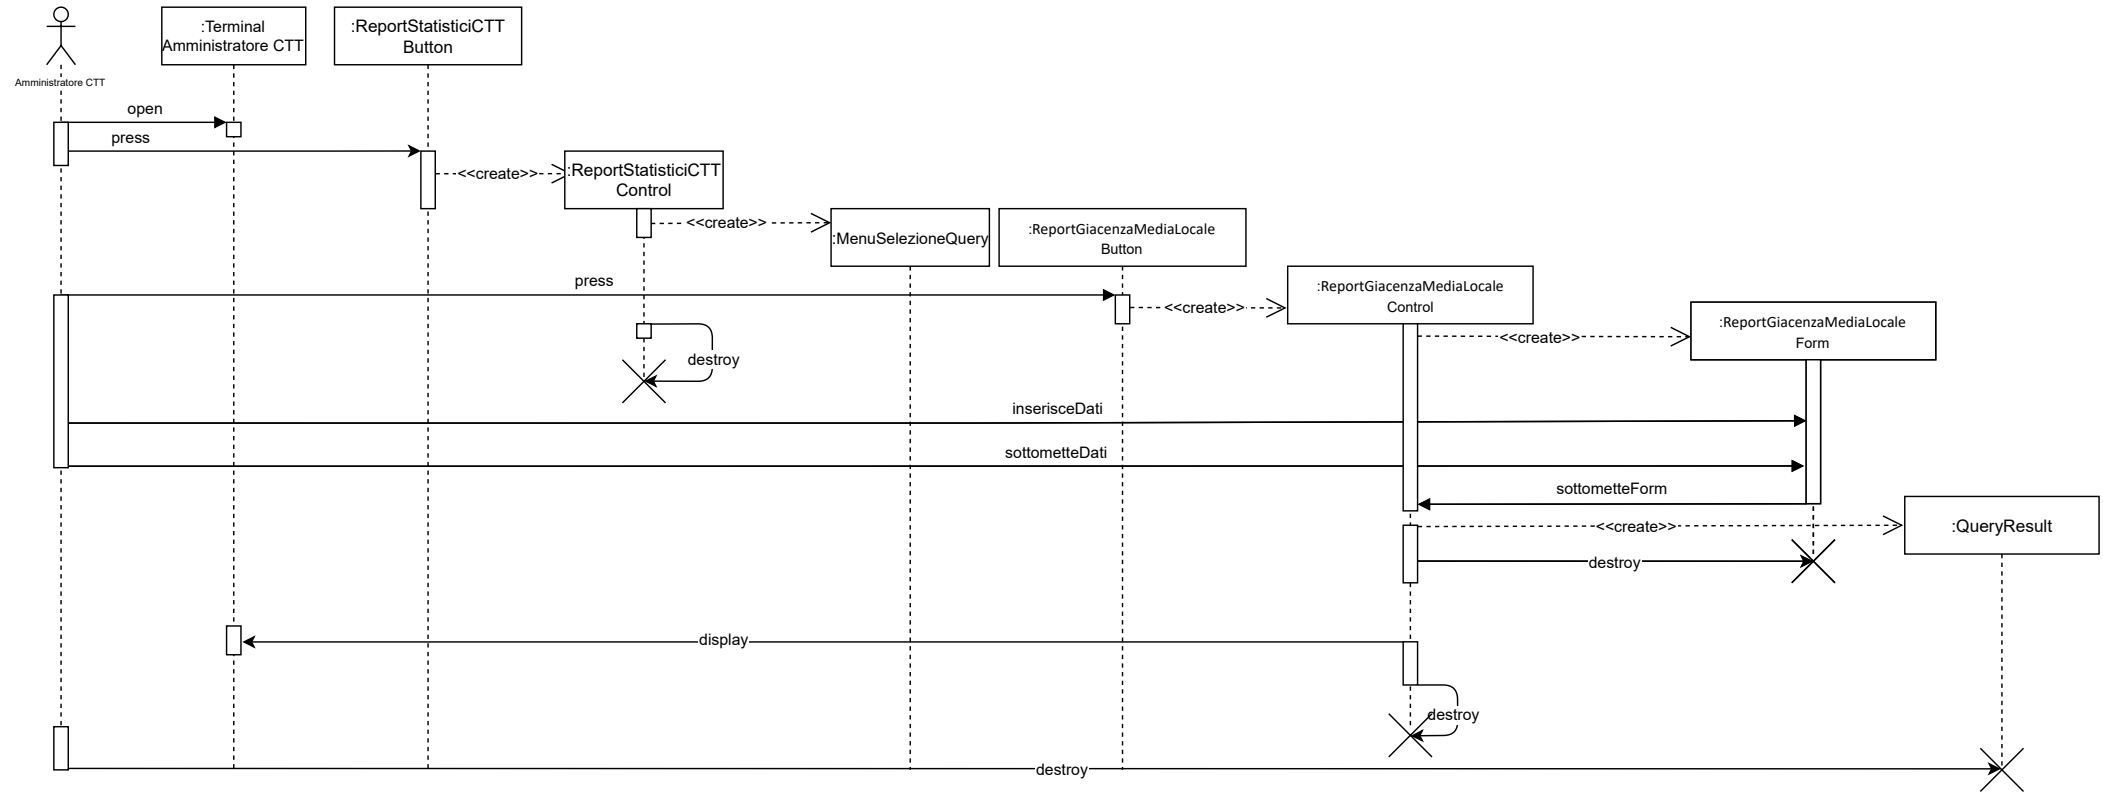 :Terminal
Amministratore CTT
:ReportStatisticiCTT
Button
Amministratore CTT
open
press
<<create>>
:ReportStatisticiCTT
Control
<<create>>
:MenuSelezioneQuery
:ReportGiacenzaMediaLocale
Button
press
<<create>>
:ReportGiacenzaMediaLocale
Control
<<create>>
:ReportGiacenzaMediaLocale
Form
destroy
inserisceDati
sottometteDati
sottometteForm
<<create>>
:QueryResult
destroy
display
destroy
destroy